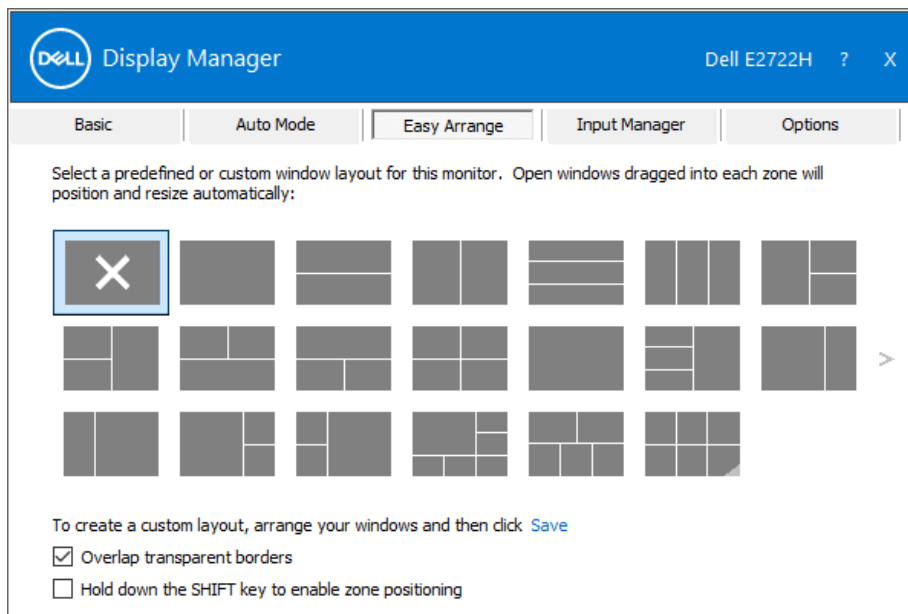 DELL Display Manager Dell E2722H ? X
Basic Auto Mode Easy Arrange Input Manager Options
Select a predefined or custom window layout for this monitor. Open windows dragged into each zone will
position and resize automatically:
>
To create a custom layout, arrange your windows and then click Save
Overlap transparent borders
Hold down the SHIFT key to enable zone positioning